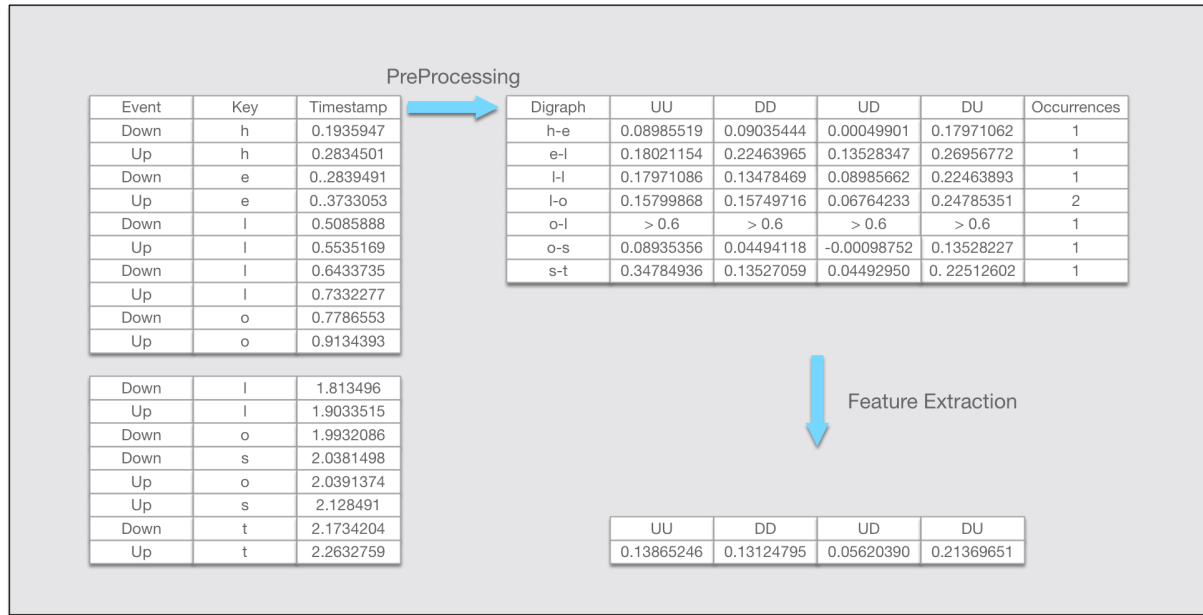 PreProcessing
Event Key Timestamp
Down h 0.1935947
Up h 0.2834501
Down e 0..2839491
Up e 0..3733053
Down l 0.5085888
Up l 0.5535169
Down l 0.6433735
Up l 0.7332277
Down o 0.7786553
Up o 0.9134393
Down l 1.813496
Up l 1.9033515
Down o 1.9932086
Down s 2.0381498
Up o 2.0391374
Up s 2.128491
Down t 2.1734204
Up t 2.2632759
Digraph UU DD UD DU Occurrences
h-e 0.08985519 0.09035444 0.00049901 0.17971062 1
e-l 0.18021154 0.22463965 0.13528347 0.26956772 1
l-l 0.17971086 0.13478469 0.08985662 0.22463893 1
l-o 0.15799868 0.15749716 0.06764233 0.24785351 2
o-l > 0.6 > 0.6 > 0.6 > 0.6 1
o-s 0.08935356 0.04494118 -0.00098752 0.13528227 1
s-t 0.34784936 0.13527059 0.04492950 0. 22512602 1
Feature Extraction
UU DD UD DU
0.13865246 0.13124795 0.05620390 0.21369651